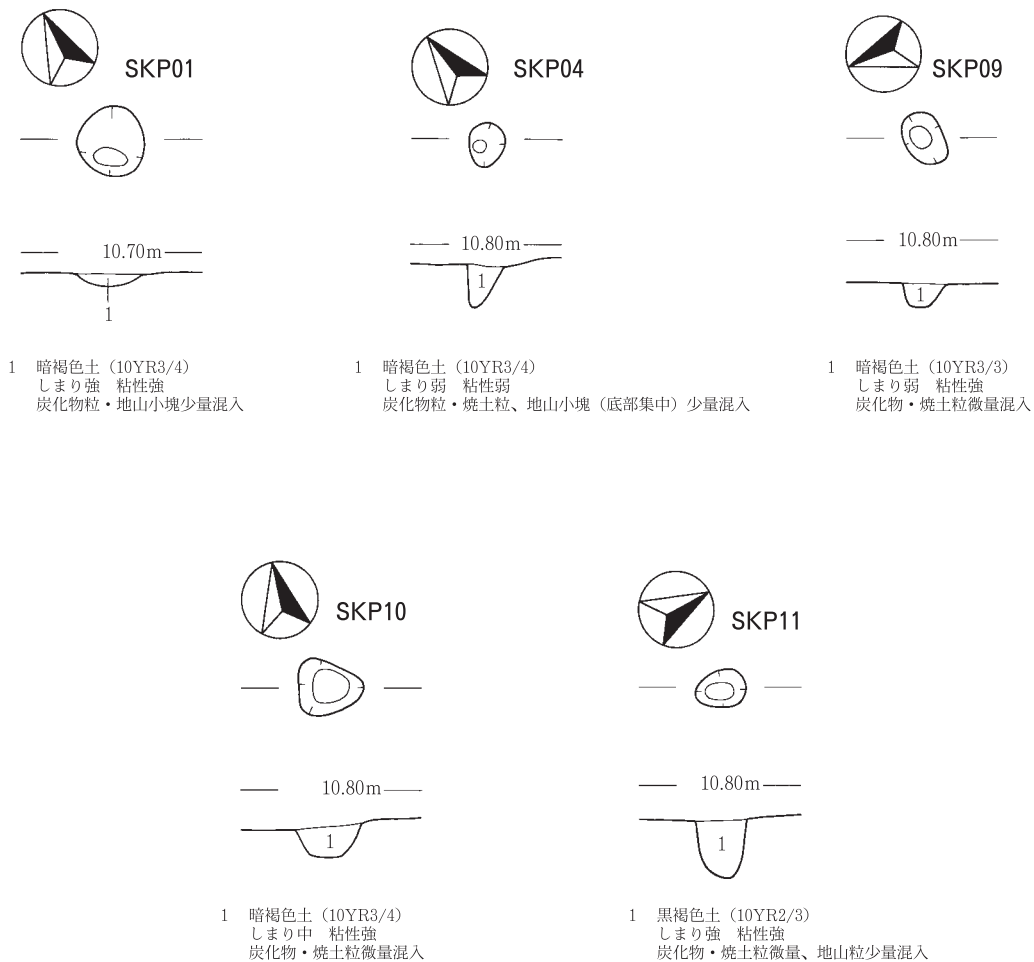 SKP01
10.70m
1
1 暗褐色土（10YR3/4）
しまり強 粘性強
炭化物粒・地山小塊少量混入
SKP04
10.80m
1
1 暗褐色土（10YR3/4）
しまり弱 粘性弱
炭化物粒・焼土粒、地山小塊（底部集中）少量混入
SKP09
10.80m
1
1 暗褐色土（10YR3/3）
しまり弱 粘性強
炭化物・焼土粒微量混入
SKP10
10.80m
1
1 暗褐色土（10YR3/4）
しまり中 粘性強
炭化物・焼土粒微量混入
SKP11
10.80m
1
1 黒褐色土（10YR2/3）
しまり強 粘性強
炭化物・焼土粒微量、地山粒少量混入